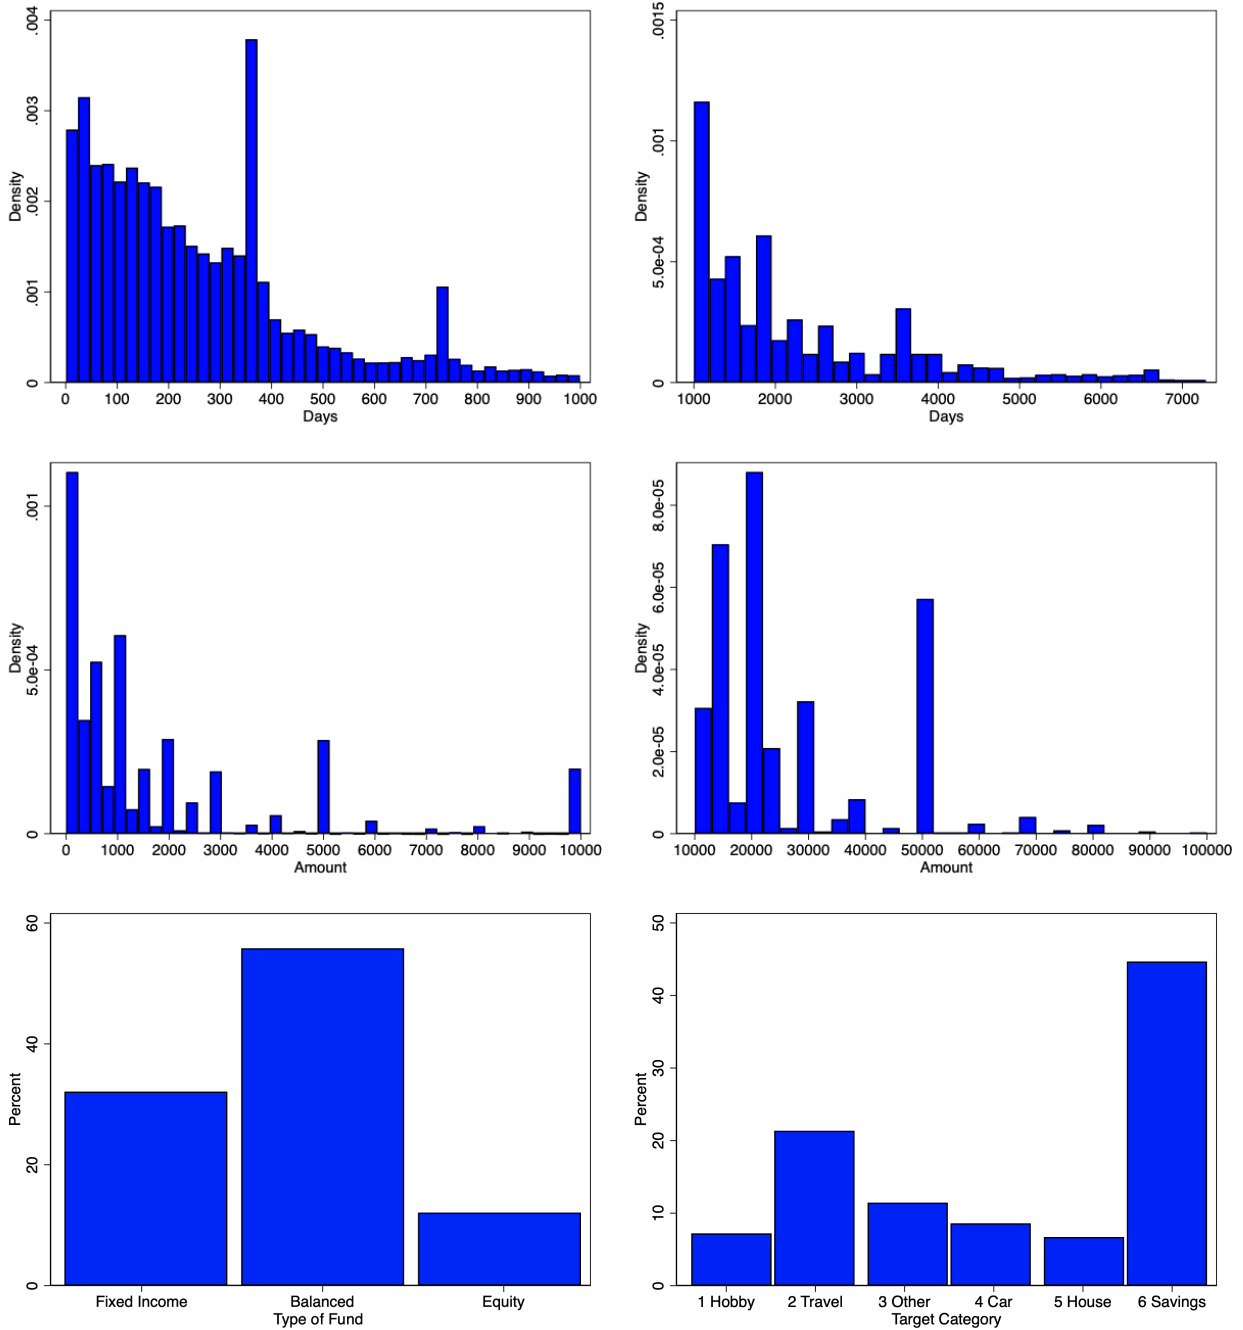 .004
.003
.002
.001
0
Density
0 100 200 300 400 500 600 700 800 900 1000
Days
.0015
.001
5.0e-04
0
Density
1000 2000 3000 4000 5000 6000 7000
Days
.001
5.0e-04
0
Density
0 1000 2000 3000 4000 5000 6000 7000 8000 9000 10000
Amount
8.0e-05
6.0e-05
4.0e-05
2.0e-05
0
Density
10000 20000 30000 40000 50000 60000 70000 80000 90000 100000
Amount
60
40
20
0
Percent
Fixed Income Balanced Equity
Type of Fund
50
40
30
20
10
0
Percent
1 Hobby 2 Travel 3 Other 4 Car 5 House 6 Savings
Target Category